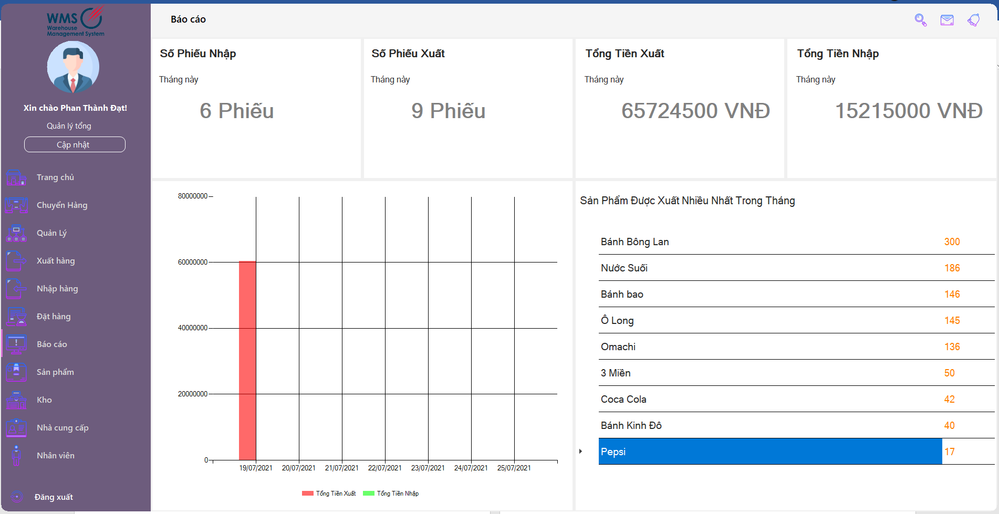 WMS
Warehouse
Management System
Xin chào Phan Thành Đạt!
Quản lý tổng
Cập nhật
Trang chủ
Chuyển Hàng
Quản Lý
Xuất hàng
Nhập hàng
Đặt hàng
Báo cáo
Sản phẩm
Kho
Nhà cung cấp
Nhân viên
Đăng xuất
Báo cáo
Số Phiếu Nhập
Tháng này
6 Phiếu
Số Phiếu Xuất
Tháng này
9 Phiếu
Tổng Tiền Xuất
Tháng này
65724500 VNĐ
Tổng Tiền Nhập
Tháng này
15215000 VNĐ
80000000
60000000
40000000
20000000
0
19/07/2021 20/07/2021 21/07/2021 22/07/2021 23/07/2021 24/07/2021 25/07/2021
Tổng Tiền Xuất Tổng Tiền Nhập
Sản Phẩm Được Xuất Nhiều Nhất Trong Tháng
Bánh Bông Lan 300
Nước Suối 186
Bánh bao 146
Ô Long 145
Omachi 136
3 Miền 50
Coca Cola 42
Bánh Kinh Đô 40
Pepsi 17